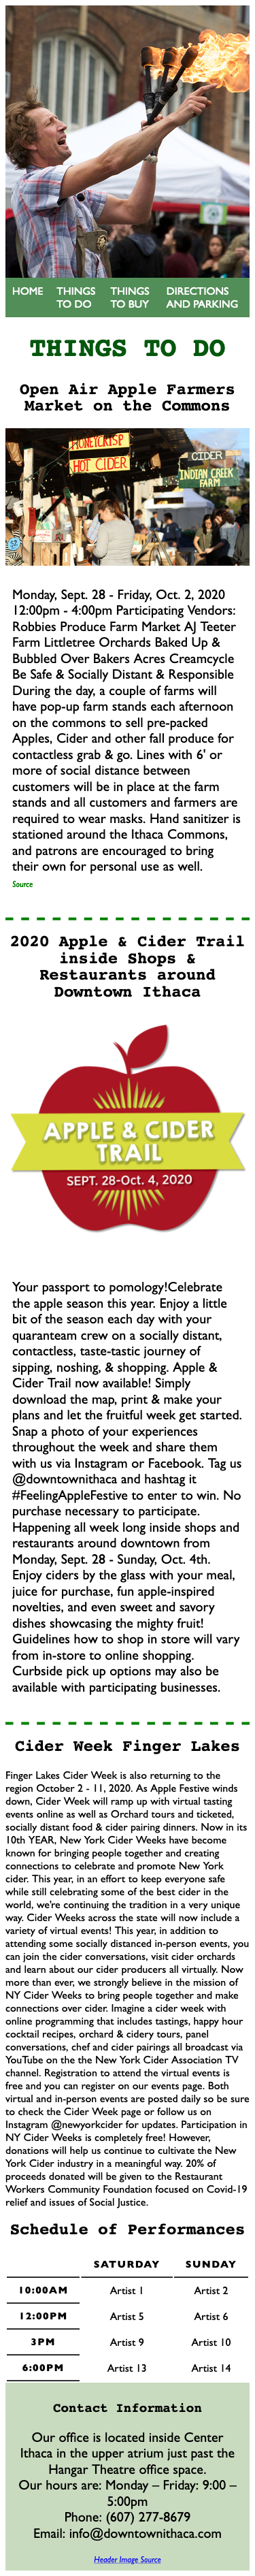 HOME THINGS TO DO THINGS TO BUY DIRECTIONS AND PARKING
THINGS TO DO
Open Air Apple Farmers
Market on the Commons
HONEYCRISP
HOT CIDER
CIDER
INDIAN CREEK
FARM
Monday, Sept. 28 - Friday, Oct. 2, 2020
12:00pm - 4:00pm Participating Vendors:
Robbies Produce Farm Market AJ Teeter
Farm Littletree Orchards Baked Up &
Bubbled Over Bakers Acres Creamcycle
Be Safe & Socially Distant & Responsible
During the day, a couple of farms will
have pop-up farm stands each afternoon
on the commons to sell pre-packed
Apples, Cider and other fall produce for
contactless grab & go. Lines with 6' or
more of social distance between
customers will be in place at the farm
stands and all customers and farmers are
required to wear masks. Hand sanitizer is
stationed around the Ithaca Commons,
and patrons are encouraged to bring
their own for personal use as well.
Source
2020 Apple & Cider Trail
inside Shops &
Restaurants around
Downtown Ithaca
APPLE & CIDER
TRAIL
SEPT. 28-Oct. 4, 2020
Your passport to pomology!Celebrate
the apple season this year. Enjoy a little
bit of the season each day with your
quaranteam crew on a socially distant,
contactless, taste-tastic journey of
sipping, noshing, & shopping. Apple &
Cider Trail now available! Simply
download the map, print & make your
plans and let the fruitful week get started.
Snap a photo of your experiences
throughout the week and share them
with us via Instagram or Facebook. Tag us
@downtownithaca and hashtag it
#FeelingAppleFestive to enter to win. No
purchase necessary to participate.
Happening all week long inside shops and
restaurants around downtown from
Monday, Sept. 28 - Sunday, Oct. 4th.
Enjoy ciders by the glass with your meal,
juice for purchase, fun apple-inspired
novelties, and even sweet and savory
dishes showcasing the mighty fruit!
Guidelines how to shop in store will vary
from in-store to online shopping.
Curbside pick up options may also be
available with participating businesses.
Cider Week Finger Lakes
Finger Lakes Cider Week is also returning to the
region October 2 - 11, 2020. As Apple Festive winds
down, Cider Week will ramp up with virtual tasting
events online as well as Orchard tours and ticketed,
socially distant food & cider pairing dinners. Now in its
10th YEAR, New York Cider Weeks have become
known for bringing people together and creating
connections to celebrate and promote New York
cider. This year, in an effort to keep everyone safe
while still celebrating some of the best cider in the
world, we're continuing the tradition in a very unique
way. Cider Weeks across the state will now include a
variety of virtual events! This year, in addition to
attending some socially distanced in-person events, you
can join the cider conversations, visit cider orchards
and learn about our cider producers all virtually. Now
more than ever, we strongly believe in the mission of
NY Cider Weeks to bring people together and make
connections over cider. Imagine a cider week with
online programming that includes tastings, happy hour
cocktail recipes, orchard & cidery tours, panel
conversations, chef and cider pairings all broadcast via
YouTube on the the New York Cider Association TV
channel. Registration to attend the virtual events is
free and you can register on our events page. Both
virtual and in-person events are posted daily so be sure
to check the Cider Week page or follow us on
Instagram @newyorkcider for updates. Participation in
NY Cider Weeks is completely free! However,
donations will help us continue to cultivate the New
York Cider industry in a meaningful way. 20% of
proceeds donated will be given to the Restaurant
Workers Community Foundation focused on Covid-19
relief and issues of Social Justice.
Schedule of Performances
SATURDAY SUNDAY
10:00AM Artist 1 Artist 2
12:00PM Artist 5 Artist 6
3PM Artist 9 Artist 10
6:00PM Artist 13 Artist 14
Contact Information
Our office is located inside Center
Ithaca in the upper atrium just past the
Hangar Theatre office space.
Our hours are: Monday – Friday: 9:00 –
5:00pm
Phone: (607) 277-8679
Email: info@downtownithaca.com
Header Image Source